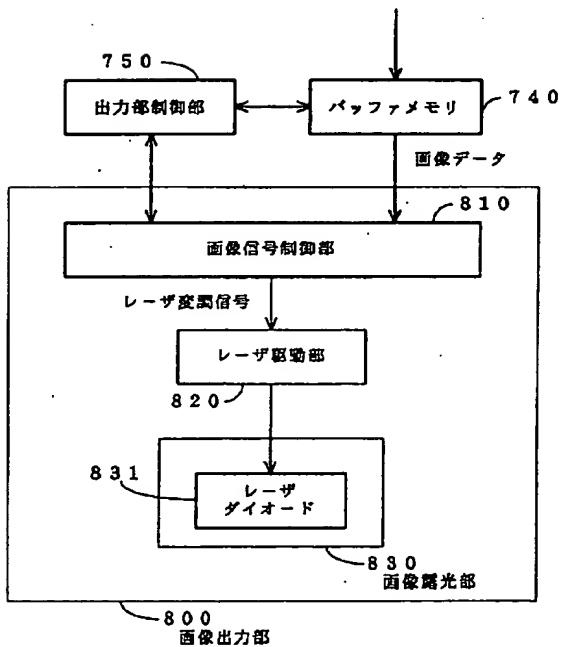 750
出力部制御部
バッファメモリ
740
画像データ
810
画像信号制御部
レーザ変調信号
レーザ駆動部
820
831
レーザ
ダイオード
830
画像露光部
800
画像出力部